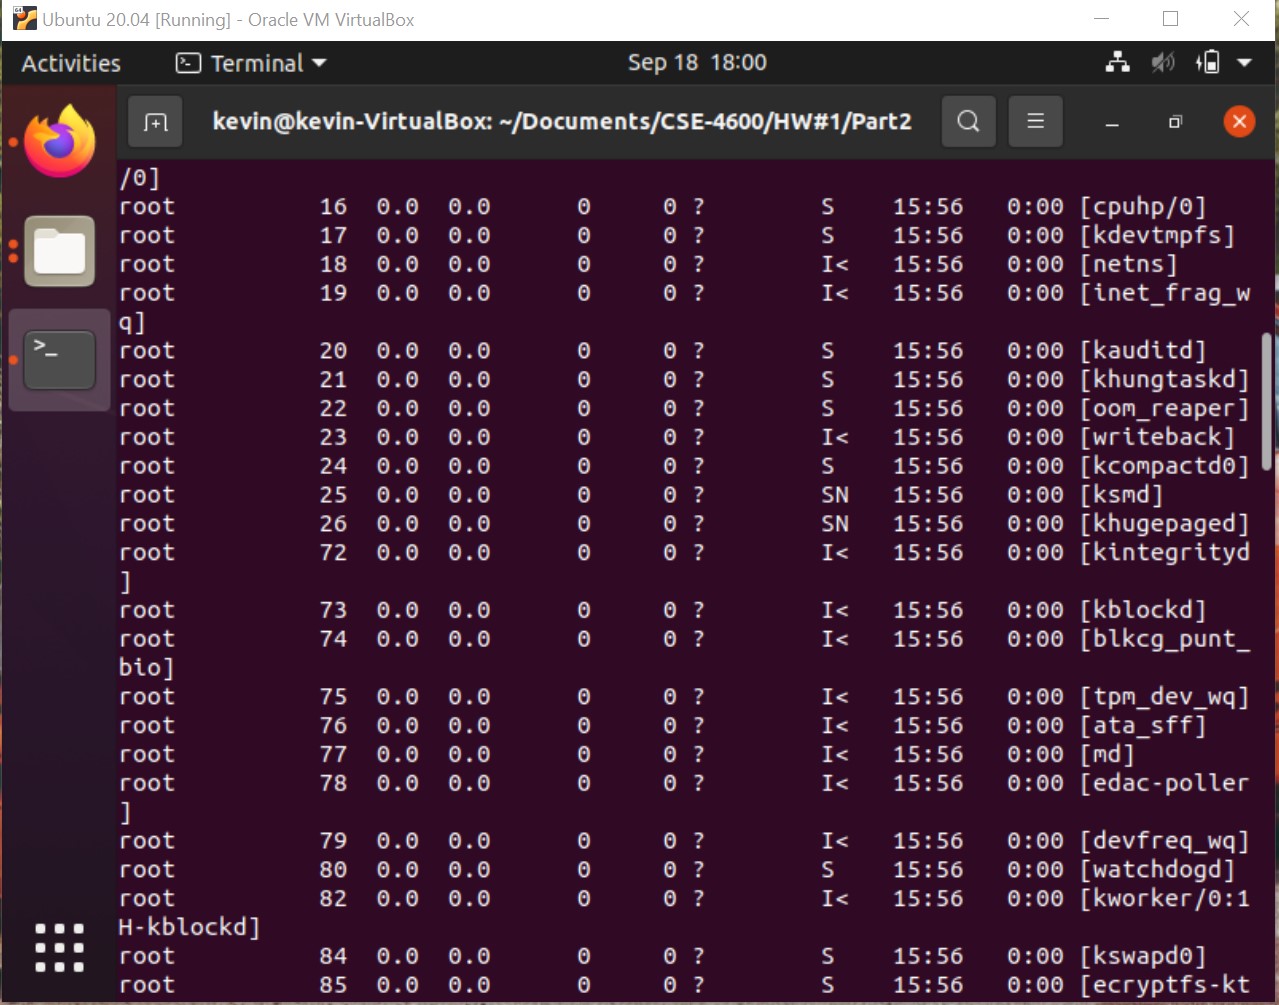 Ubuntu 20.04 [Running] - Oracle VM VirtualBox
Activities Terminal Sep 18 18:00
kevin@kevin-VirtualBox: ~/Documents/CSE-4600/HW#1/Part2
/0]
root 16 0.0 0.0 0 0 ? S 15:56 0:00 [cpuhp/0]
root 17 0.0 0.0 0 0 ? S 15:56 0:00 [kdevtmpfs]
root 18 0.0 0.0 0 0 ? I< 15:56 0:00 [netns]
root 19 0.0 0.0 0 0 ? I< 15:56 0:00 [inet_frag_w
q]
root 20 0.0 0.0 0 0 ? S 15:56 0:00 [kauditd]
root 21 0.0 0.0 0 0 ? S 15:56 0:00 [khungtaskd]
root 22 0.0 0.0 0 0 ? S 15:56 0:00 [oom_reaper]
root 23 0.0 0.0 0 0 ? I< 15:56 0:00 [writeback]
root 24 0.0 0.0 0 0 ? S 15:56 0:00 [kcompactd0]
root 25 0.0 0.0 0 0 ? SN 15:56 0:00 [ksmd]
root 26 0.0 0.0 0 0 ? SN 15:56 0:00 [khugepaged]
root 72 0.0 0.0 0 0 ? I< 15:56 0:00 [kintegrityd
]
root 73 0.0 0.0 0 0 ? I< 15:56 0:00 [kblockd]
root 74 0.0 0.0 0 0 ? I< 15:56 0:00 [blkcg_punt_
bio]
root 75 0.0 0.0 0 0 ? I< 15:56 0:00 [tpm_dev_wq]
root 76 0.0 0.0 0 0 ? I< 15:56 0:00 [ata_sff]
root 77 0.0 0.0 0 0 ? I< 15:56 0:00 [md]
root 78 0.0 0.0 0 0 ? I< 15:56 0:00 [edac-poller
]
root 79 0.0 0.0 0 0 ? I< 15:56 0:00 [devfreq_wq]
root 80 0.0 0.0 0 0 ? S 15:56 0:00 [watchdogd]
root 82 0.0 0.0 0 0 ? I< 15:56 0:00 [kworker/0:1
H-kblockd]
root 84 0.0 0.0 0 0 ? S 15:56 0:00 [kswapd0]
root 85 0.0 0.0 0 0 ? S 15:56 0:00 [ecryptfs-kt